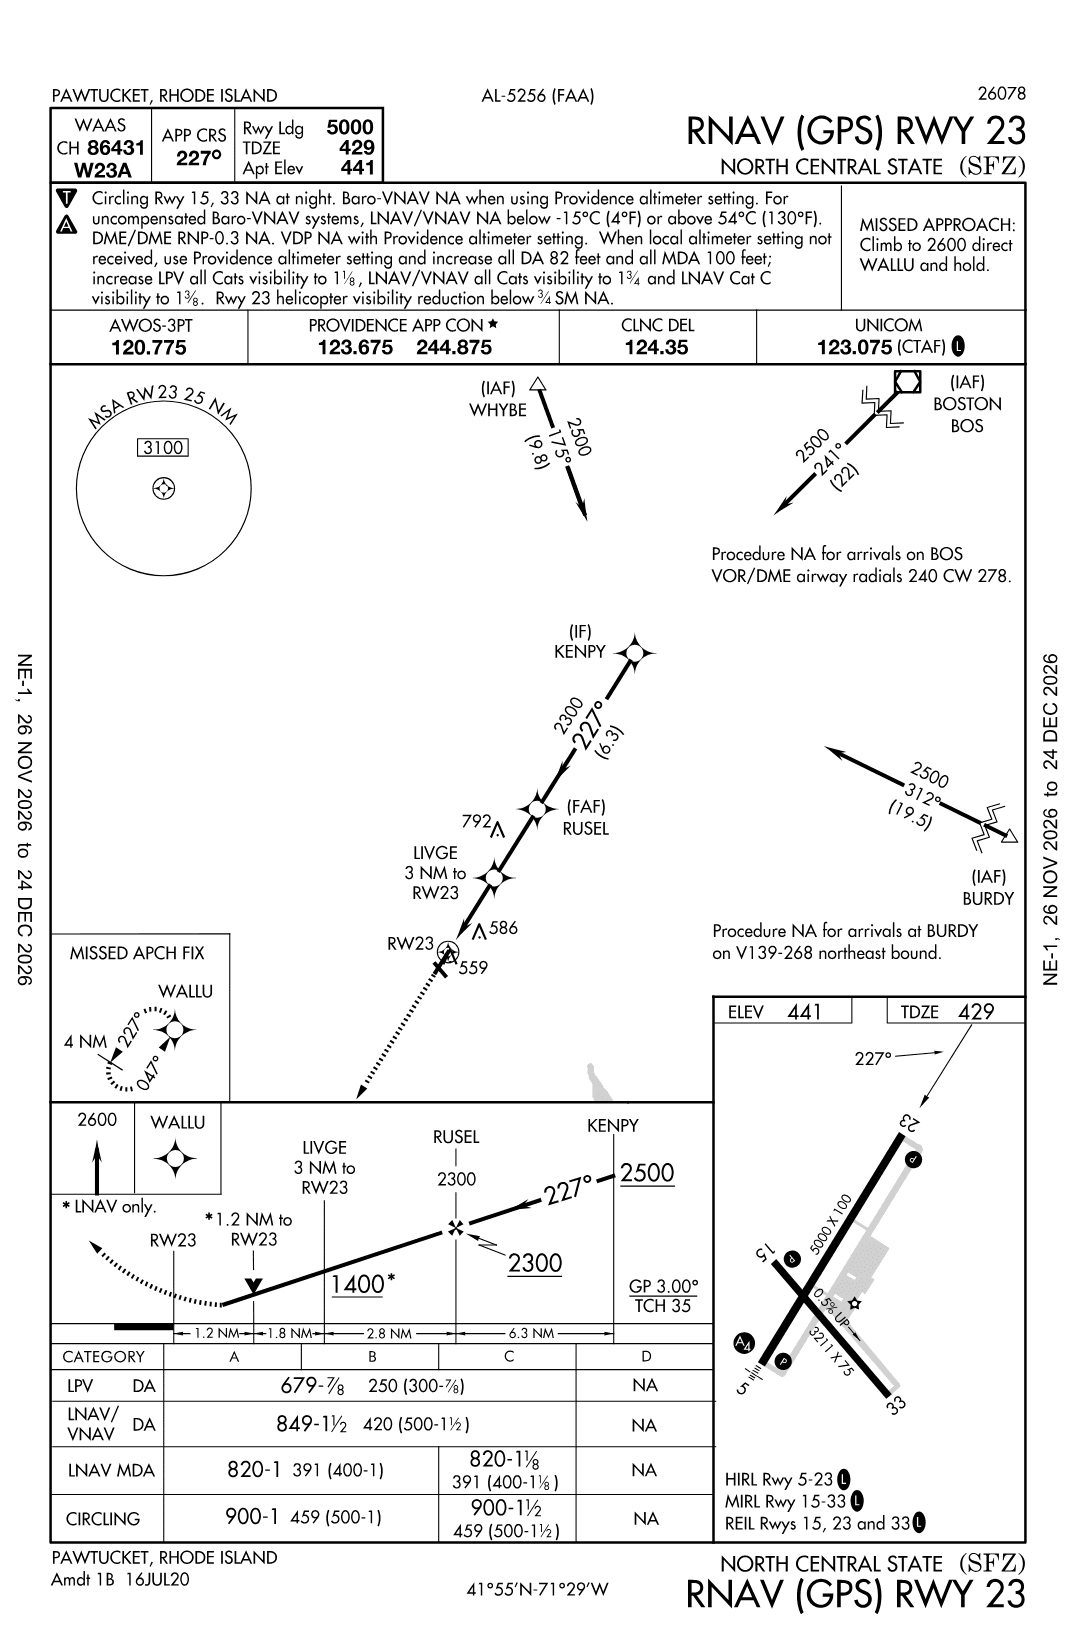 PAWTUCKET, RHODE ISLAND
AL-5256 (FAA)
26078
WAAS
CH 86431
W23A
APP CRS
227°
Rwy Ldg 5000
TDZE 429
Apt Elev 441
RNAV (GPS) RWY 23
NORTH CENTRAL STATE (SFZ)
T
A
Circling Rwy 15, 33 NA at night. Baro-VNAV NA when using Providence altimeter setting. For
uncompensated Baro-VNAV systems, LNAV/VNAV NA below -15°C (4°F) or above 54°C (130°F).
DME/DME RNP-0.3 NA. VDP NA with Providence altimeter setting. When local altimeter setting not
received, use Providence altimeter setting and increase all DA 82 feet and all MDA 100 feet;
increase LPV all Cats visibility to 1⅛, LNAV/VNAV all Cats visibility to 1¾ and LNAV Cat C
visibility to 1⅜. Rwy 23 helicopter visibility reduction below ¾ SM NA.
MISSED APPROACH:
Climb to 2600 direct
WALLU and hold.
AWOS-3PT
120.775
PROVIDENCE APP CON ★
123.675 244.875
CLNC DEL
124.35
UNICOM
123.075 (CTAF) L
MSA RW23 25 NM
3100
(IAF)
WHYBE
2500
175°
(9.8)
(IAF)
BOSTON
BOS
2500
241°
(22)
Procedure NA for arrivals on BOS
VOR/DME airway radials 240 CW 278.
(IF)
KENPY
2300
227°
(6.3)
(FAF)
RUSEL
792
LIVGE
3 NM to
RW23
586
RW23
559
2500
312°
(19.5)
(IAF)
BURDY
Procedure NA for arrivals at BURDY
on V139-268 northeast bound.
MISSED APCH FIX
WALLU
4 NM
227°
047°
ELEV 441
TDZE 429
227°
23
P
5000 X 100
15
P
0.5% UP
3211 X 75
A4
P
5
33
HIRL Rwy 5-23 L
MIRL Rwy 15-33 L
REIL Rwys 15, 23 and 33 L
2600
WALLU
* LNAV only.
RW23
*1.2 NM to
RW23
LIVGE
3 NM to
RW23
RUSEL
2300
KENPY
227°
2500
2300
1400*
GP 3.00°
TCH 35
1.2 NM
1.8 NM
2.8 NM
6.3 NM
CATEGORY A B C D
LPV DA 679-⅞ 250 (300-⅞) NA
LNAV/
VNAV DA 849-1½ 420 (500-1½) NA
LNAV MDA 820-1 391 (400-1) 820-1⅛
391 (400-1⅛) NA
CIRCLING 900-1 459 (500-1) 900-1½
459 (500-1½) NA
PAWTUCKET, RHODE ISLAND
Amdt 1B 16JUL20
41°55'N-71°29'W
NORTH CENTRAL STATE (SFZ)
RNAV (GPS) RWY 23
NE-1, 26 NOV 2026 to 24 DEC 2026
NE-1, 26 NOV 2026 to 24 DEC 2026